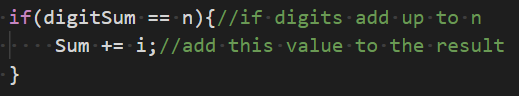 if(digitSum == n){//if digits add up to n
    Sum += i;//add this value to the result
}